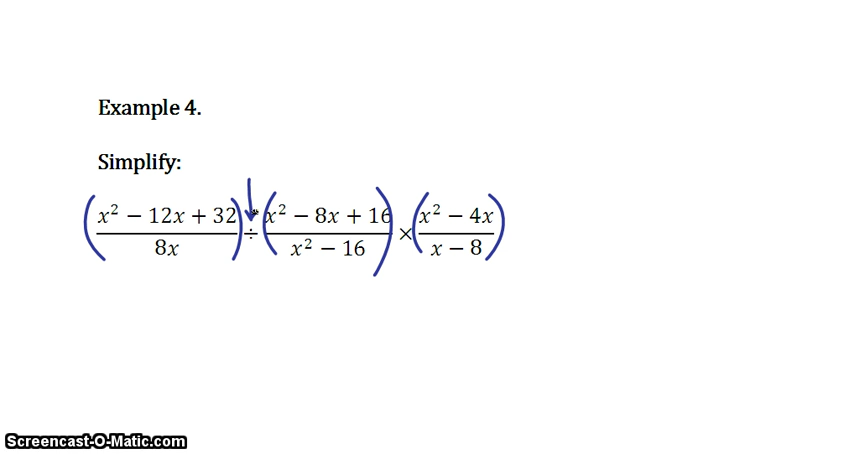 Example 4.
Simplify:
(x² − 12x + 32 / 8x) ÷ (x² − 8x + 16 / x² − 16) × (x² − 4x / x − 8)
Screencast-O-Matic.com